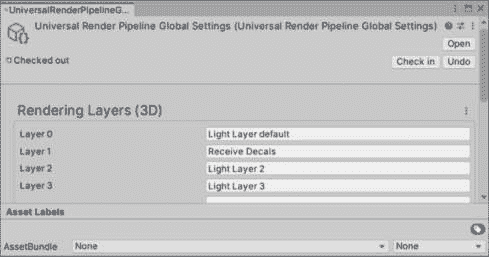 UniversalRenderPipelineG...
Universal Render Pipeline Global Settings (Universal Render Pipeline Global Settings)
Open
Checked out
Check in Undo
Rendering Layers (3D)
Layer 0 Light Layer default
Layer 1 Receive Decals
Layer 2 Light Layer 2
Layer 3 Light Layer 3
Asset Labels
AssetBundle None None